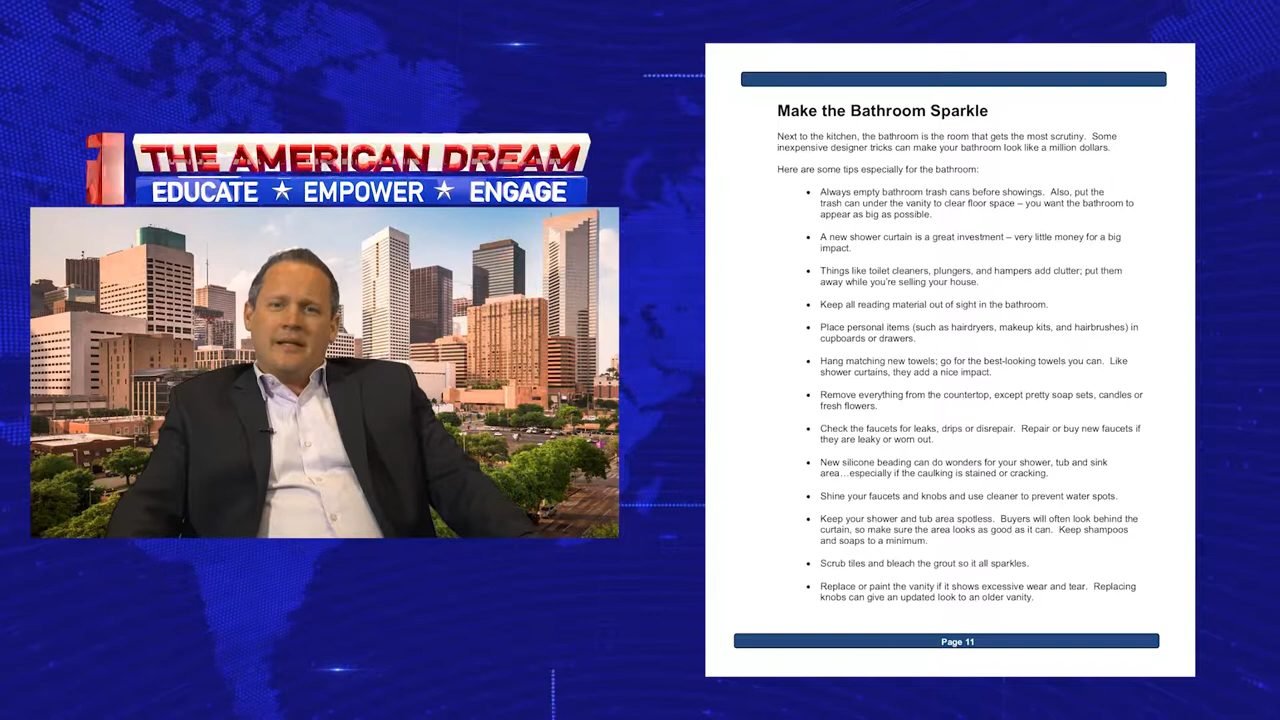 THE AMERICAN DREAM
EDUCATE ★ EMPOWER ★ ENGAGE
Make the Bathroom Sparkle
Next to the kitchen, the bathroom is the room that gets the most scrutiny. Some
inexpensive designer tricks can make your bathroom look like a million dollars.
Here are some tips especially for the bathroom:
• Always empty bathroom trash cans before showings. Also, put the
trash can under the vanity to clear floor space – you want the bathroom to
appear as big as possible.
• A new shower curtain is a great investment – very little money for a big
impact.
• Things like toilet cleaners, plungers, and hampers add clutter; put them
away while you're selling your house.
• Keep all reading material out of sight in the bathroom.
• Place personal items (such as hairdryers, makeup kits, and hairbrushes) in
cupboards or drawers.
• Hang matching new towels; go for the best-looking towels you can. Like
shower curtains, they add a nice impact.
• Remove everything from the countertop, except pretty soap sets, candles or
fresh flowers.
• Check the faucets for leaks, drips or disrepair. Repair or buy new faucets if
they are leaky or worn out.
• New silicone beading can do wonders for your shower, tub and sink
area…especially if the caulking is stained or cracking.
• Shine your faucets and knobs and use cleaner to prevent water spots.
• Keep your shower and tub area spotless. Buyers will often look behind the
curtain, so make sure the area looks as good as it can. Keep shampoos
and soaps to a minimum.
• Scrub tiles and bleach the grout so it all sparkles.
• Replace or paint the vanity if it shows excessive wear and tear. Replacing
knobs can give an updated look to an older vanity.
Page 11